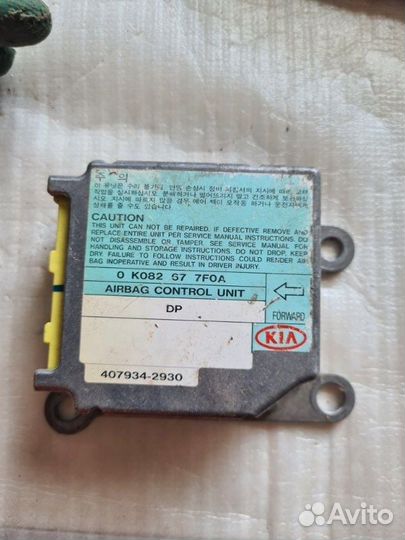 주 의
CAUTION
THIS UNIT CAN NOT BE REPAIRED. IF DEFECTIVE REMOVE AND
REPLACE ENTIRE UNIT PER SERVICE MANUAL INSTRUCTIONS. DO
NOT DISASSEMBLE OR TAMPER. SEE SERVICE MANUAL FOR
HANDLING AND STORAGE INSTRUCTIONS. DO NOT DROP, KEEP
DRY. FAILURE TO FOLLOW INSTRUCTIONS COULD RENDER AIR
BAG INOPERATIVE AND RESULT IN DRIVER INJURY.
0 K082 67 7F0A
AIRBAG CONTROL UNIT
DP
FORWARD
KIA
407934-2930
Avito